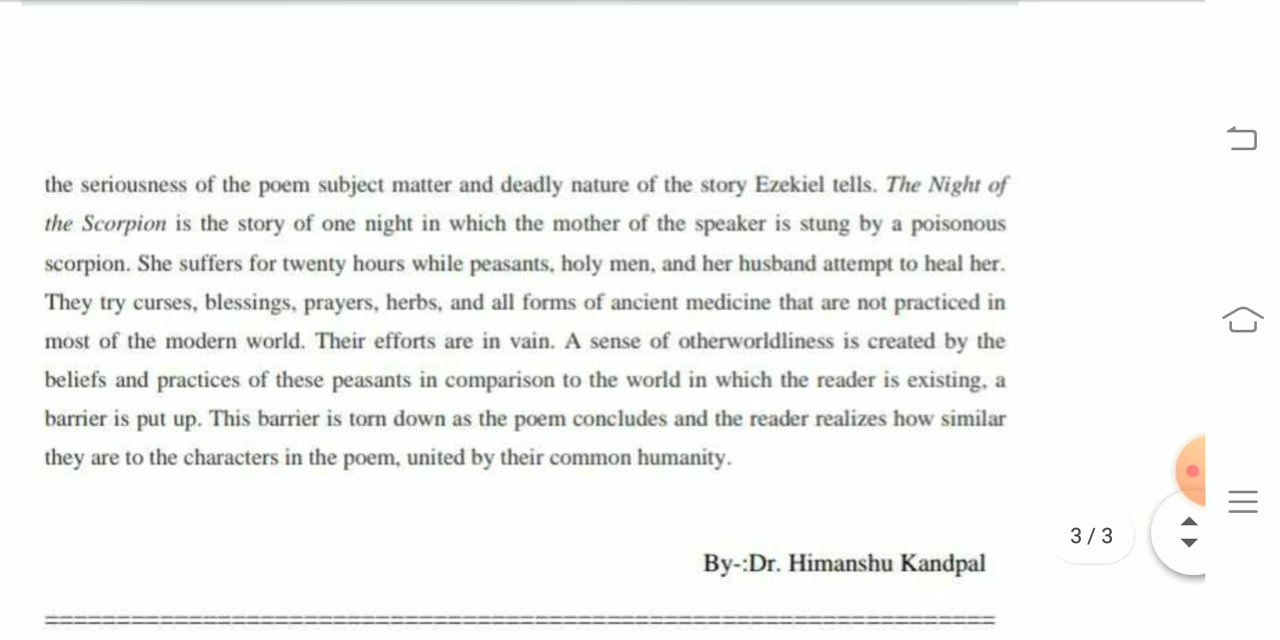 the seriousness of the poem subject matter and deadly nature of the story Ezekiel tells. The Night of
the Scorpion is the story of one night in which the mother of the speaker is stung by a poisonous
scorpion. She suffers for twenty hours while peasants, holy men, and her husband attempt to heal her.
They try curses, blessings, prayers, herbs, and all forms of ancient medicine that are not practiced in
most of the modern world. Their efforts are in vain. A sense of otherworldliness is created by the
beliefs and practices of these peasants in comparison to the world in which the reader is existing, a
barrier is put up. This barrier is torn down as the poem concludes and the reader realizes how similar
they are to the characters in the poem, united by their common humanity.
3 / 3
By-:Dr. Himanshu Kandpal
==================================================================